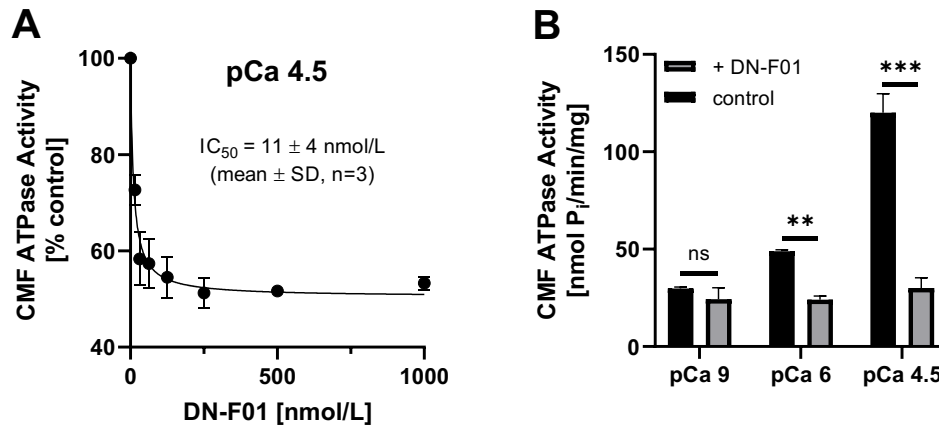 A
pCa 4.5
IC₅₀ = 11 ± 4 nmol/L
(mean ± SD, n=3)
CMF ATPase Activity
[% control]
100
80
60
40
0
500
1000
DN-F01 [nmol/L]
B
+ DN-F01
control
***
**
ns
CMF ATPase Activity
[nmol Pᵢ/min/mg]
150
100
50
0
pCa 9
pCa 6
pCa 4.5